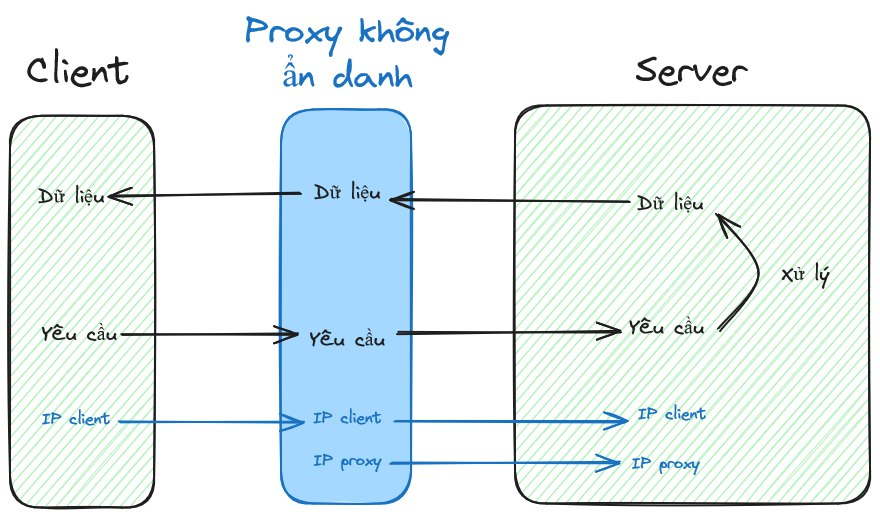 Client
Proxy không
ẩn danh
Server
Dữ liệu
Dữ liệu
Dữ liệu
Xử lý
Yêu cầu
Yêu cầu
Yêu cầu
IP client
IP client
IP client
IP proxy
IP proxy